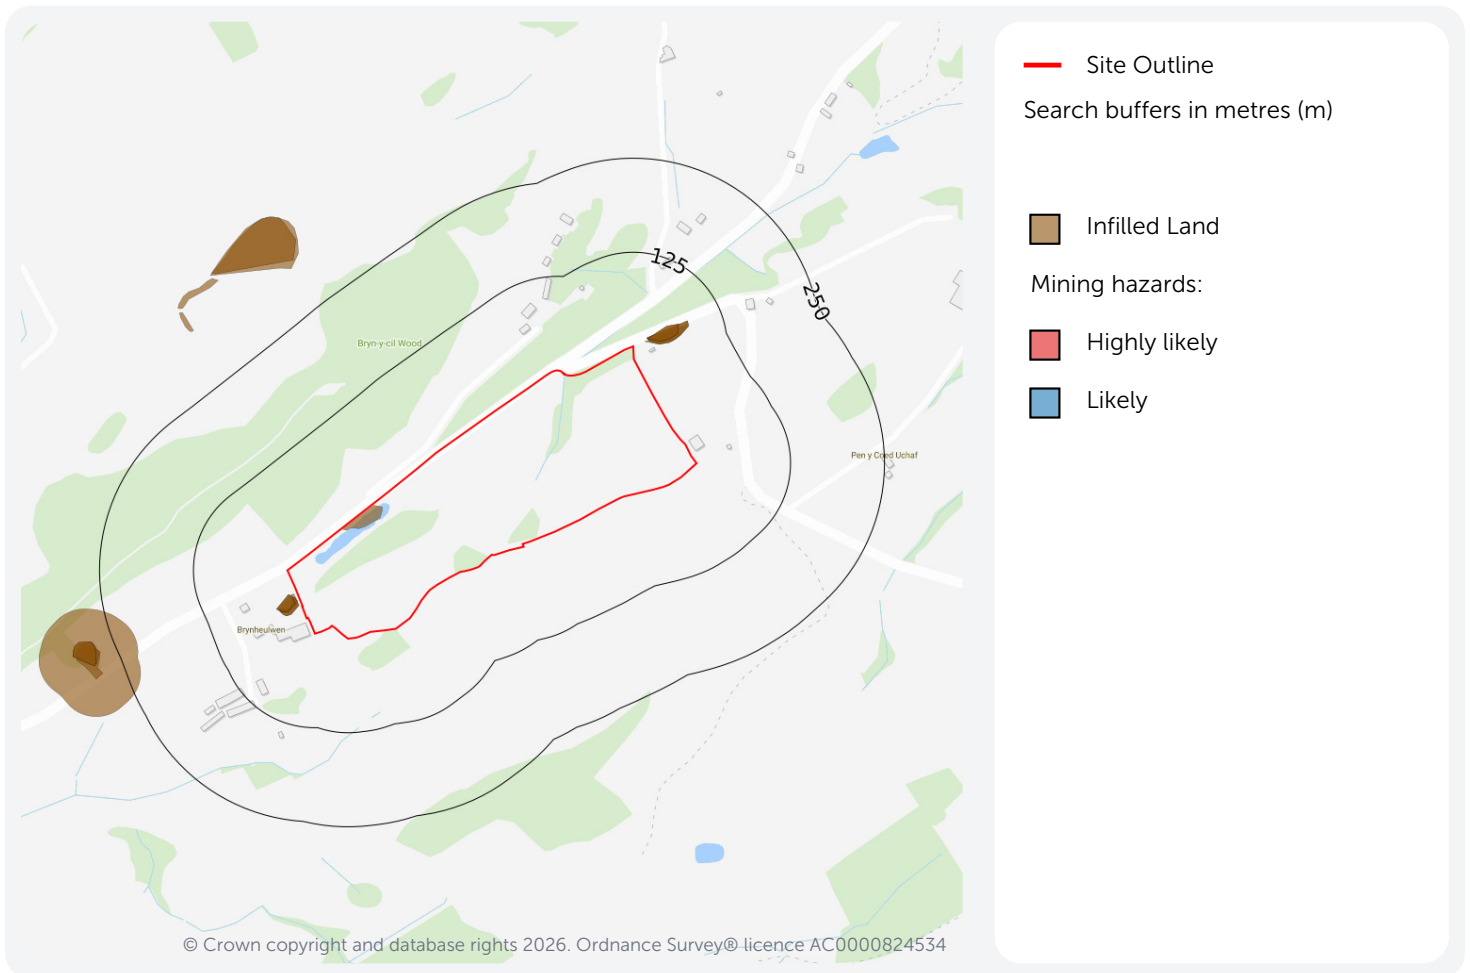 125
250
Bryn-y-cil Wood
Pen y Coed Uchaf
Brynheulwen
© Crown copyright and database rights 2026. Ordnance Survey® licence AC0000824534
Site Outline
Search buffers in metres (m)
Infilled Land
Mining hazards:
Highly likely
Likely